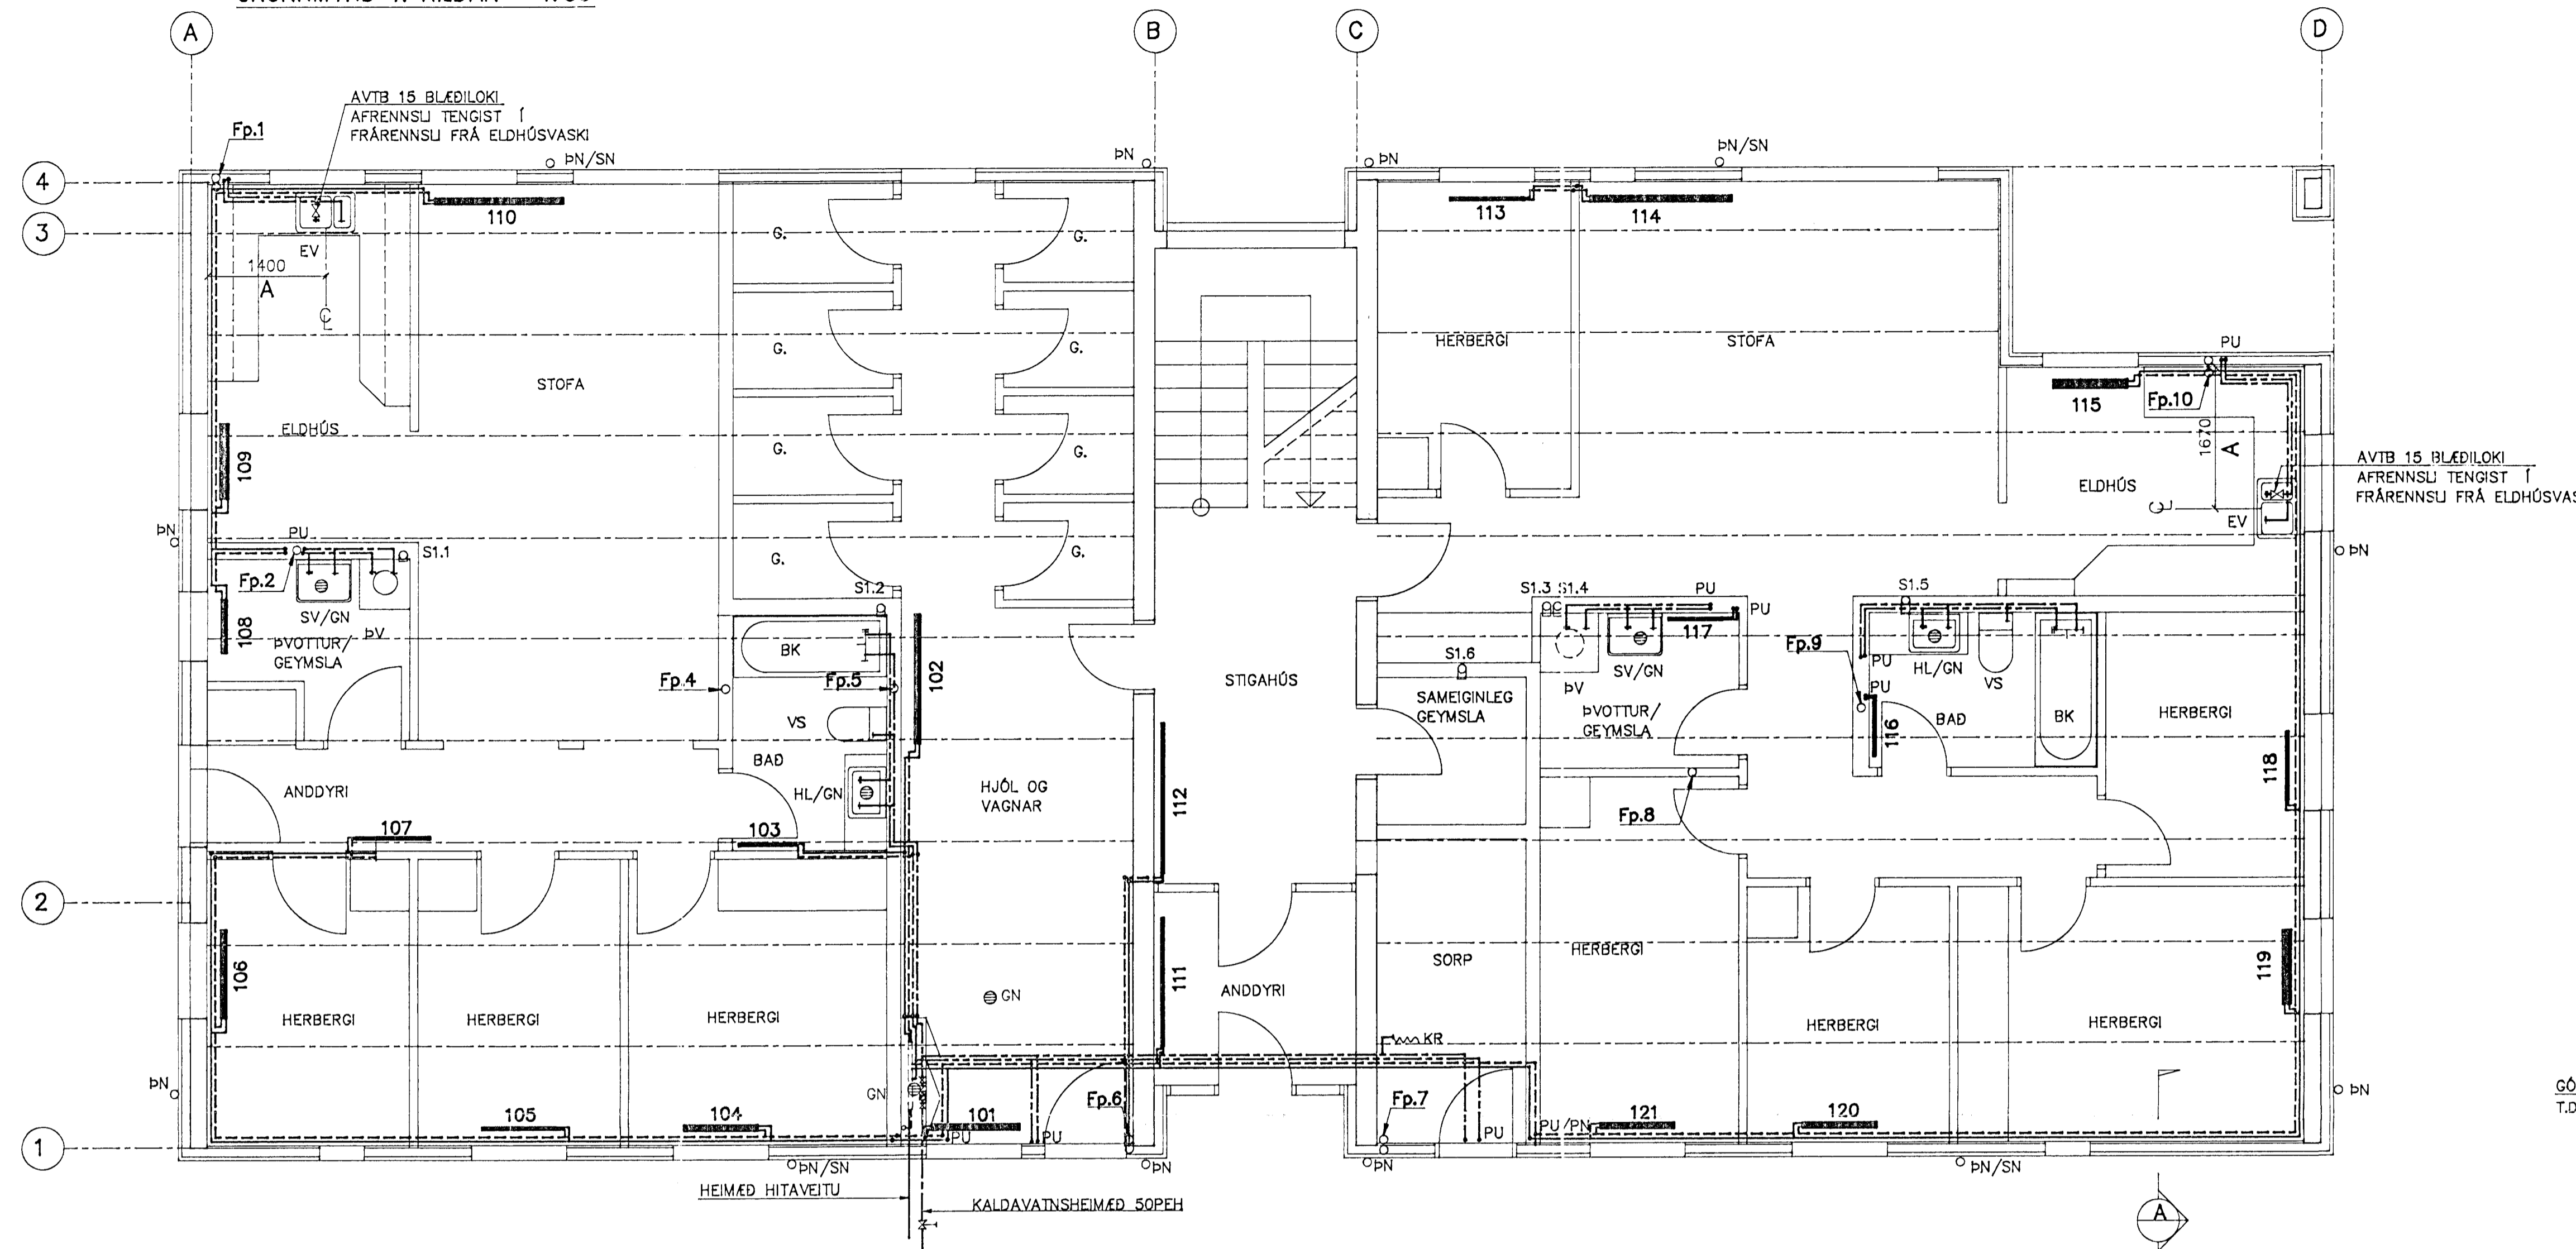 A
B
C
D
AVTB 15 BLÆÐILOKI
AFRENNSLI TENGIST Í
FRÁRENNSLI FRÁ ELDHÚSVASKI
Fp.1
ÞN/SN
ÞN
ÞN
ÞN/SN
4
3
110
113
114
EV
1400
A
G.
G.
G.
G.
G.
G.
G.
G.
STOFA
HERBERGI
STOFA
PU
115
Fp.10
1670
A
ELDHÚS
109
AVTB 15 BLÆÐILOKI
AFRENNSLI TENGIST Í
ELDHÚS
EV
ÞN
PU
S1.1
ÞN
Fp.2
SV/GN
ÞV
108
ÞVOTTUR/
GEYMSLA
S1.2
BK
Fp.4
Fp.5
102
VS
BAÐ
HL/GN
STIGAHÚS
S1.3
S1.4
PU
PU
117
S1.5
S1.6
ÞV
SV/GN
SAMEIGINLEG
GEYMSLA
ÞVOTTUR/
GEYMSLA
Fp.9
PU
HL/GN
VS
PU
116
BAÐ
BK
HERBERGI
118
ANDDYRI
HJÓL OG
VAGNAR
112
107
103
Fp.8
2
106
HERBERGI
HERBERGI
HERBERGI
GN
111
ANDDYRI
SORP
HERBERGI
HERBERGI
HERBERGI
119
KR
ÞN
GN
105
104
101
PU
PU
Fp.6
Fp.7
PU
PU/PN
121
120
ÞN
1
ÞN/SN
ÞN
ÞN
ÞN/SN
HEIMÆÐ HITAVEITU
KALDAVATNSHEIMÆÐ 50PEH
A